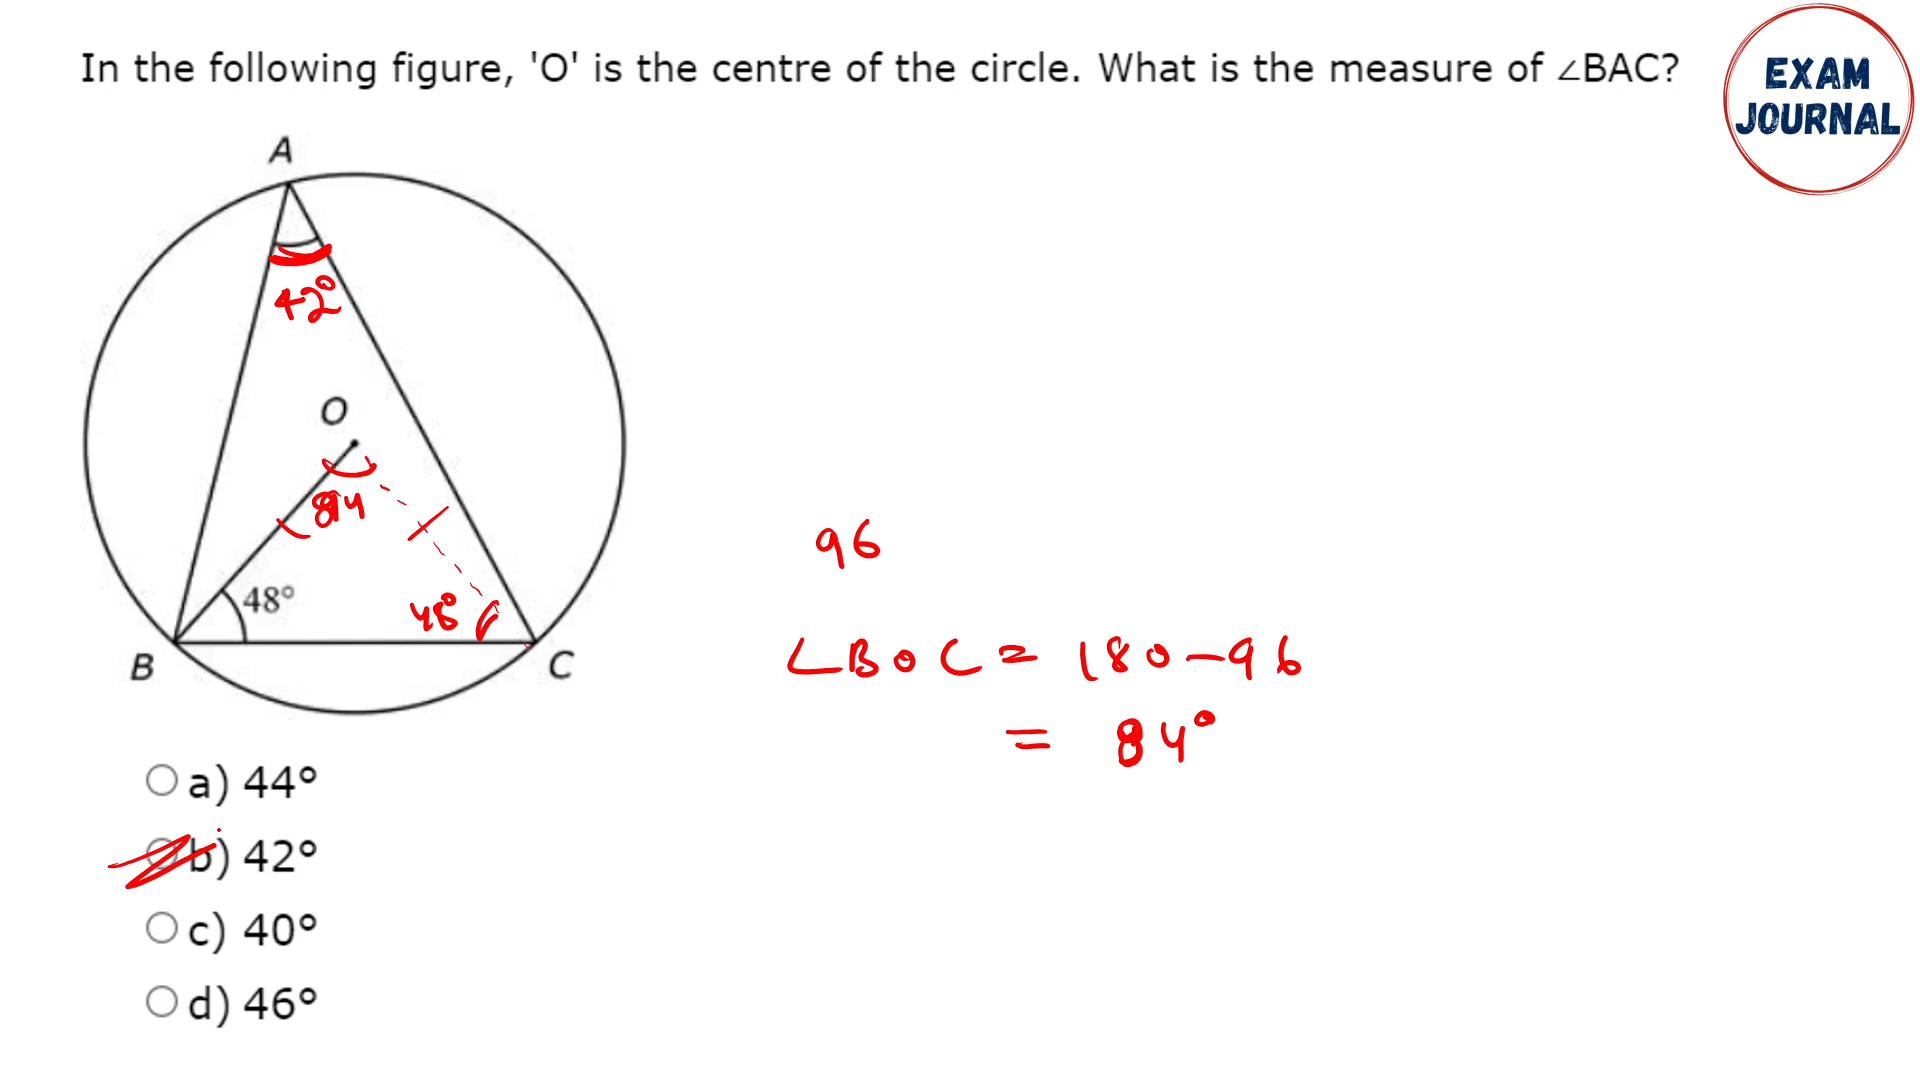 In the following figure, 'O' is the centre of the circle. What is the measure of ∠BAC?
EXAM
JOURNAL
A
42°
O
84
96
48°
48°
∠BOC = 180-96
B
C
= 84°
a) 44°
b) 42°
c) 40°
d) 46°